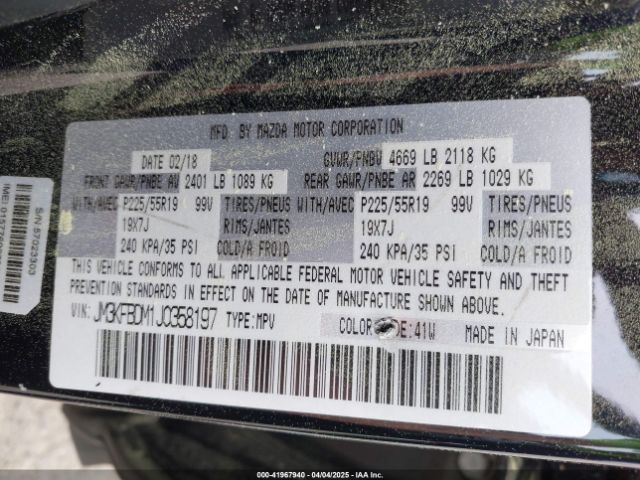 MFD BY MAZDA MOTOR CORPORATION
DATE 02/18 GVWR/PNBV 4669 LB 2118 KG
FRONT GAWR/PNBE AV 2401 LB 1089 KG REAR GAWR/PNBE AR 2269 LB 1029 KG
WITH/AVEC P225/55R19 99V TIRES/PNEUS WITH/AVEC P225/55R19 99V TIRES/PNEUS
19X7J RIMS/JANTES 19X7J RIMS/JANTES
240 KPA/35 PSI COLD/A FROID 240 KPA/35 PSI COLD/A FROID
THIS VEHICLE CONFORMS TO ALL APPLICABLE FEDERAL MOTOR VEHICLE SAFETY AND THEFT
PREVENTION STANDARDS IN EFFECT ON THE DATE OF MANUFACTURE SHOWN ABOVE.
VIN: JM3KFBDM1J0358197 TYPE:MPV COLOR E:41W MADE IN JAPAN
S/N 57023303
000-41967940 - 04/04/2025 - IAAI Inc.